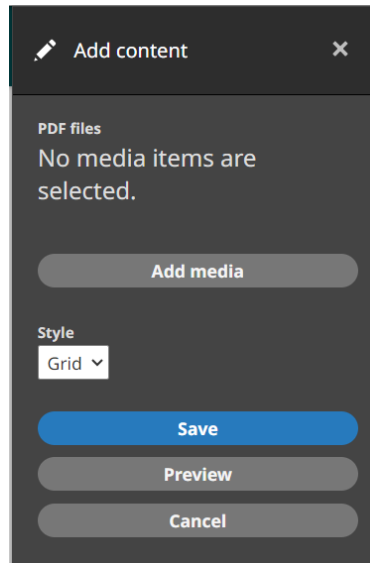 Add content
PDF files
No media items are
selected.
Add media
Style
Grid
Save
Preview
Cancel